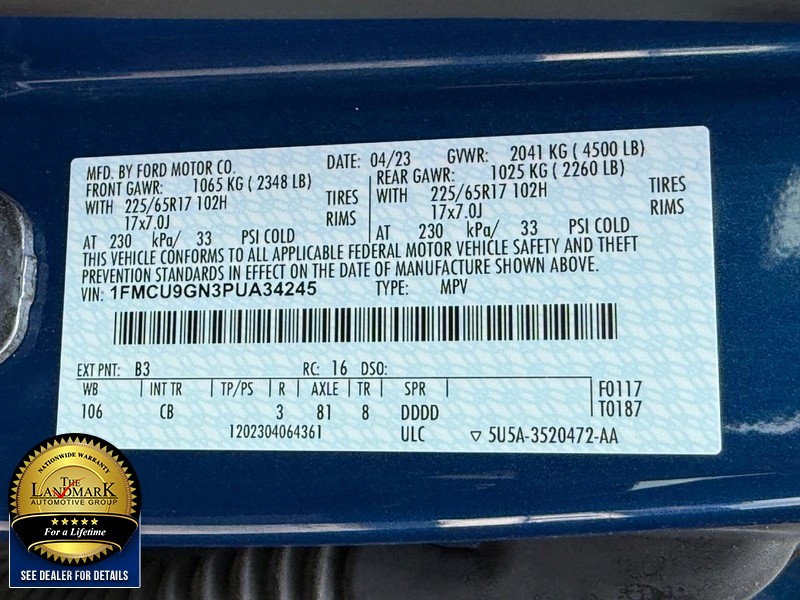 MFD. BY FORD MOTOR CO. DATE: 04/23 GVWR: 2041 KG ( 4500 LB)
FRONT GAWR: 1065 KG ( 2348 LB) REAR GAWR: 1025 KG ( 2260 LB)
WITH 225/65R17 102H TIRES WITH 225/65R17 102H TIRES
17x7.0J RIMS 17x7.0J RIMS
AT 230 kPa/ 33 PSI COLD AT 230 kPa/ 33 PSI COLD
THIS VEHICLE CONFORMS TO ALL APPLICABLE FEDERAL MOTOR VEHICLE SAFETY AND THEFT
PREVENTION STANDARDS IN EFFECT ON THE DATE OF MANUFACTURE SHOWN ABOVE.
VIN: 1FMCU9GN3PUA34245 TYPE: MPV
EXT PNT: B3 RC: 16 DSO:
WB INT TR TP/PS R AXLE TR SPR F0117
106 CB 3 81 8 DDDD T0187
1202304064361 ULC ▽ 5U5A-3520472-AA
NATIONWIDE WARRANTY
THE
LANDMARK
AUTOMOTIVE GROUP
★★★★★
For a Lifetime
SEE DEALER FOR DETAILS